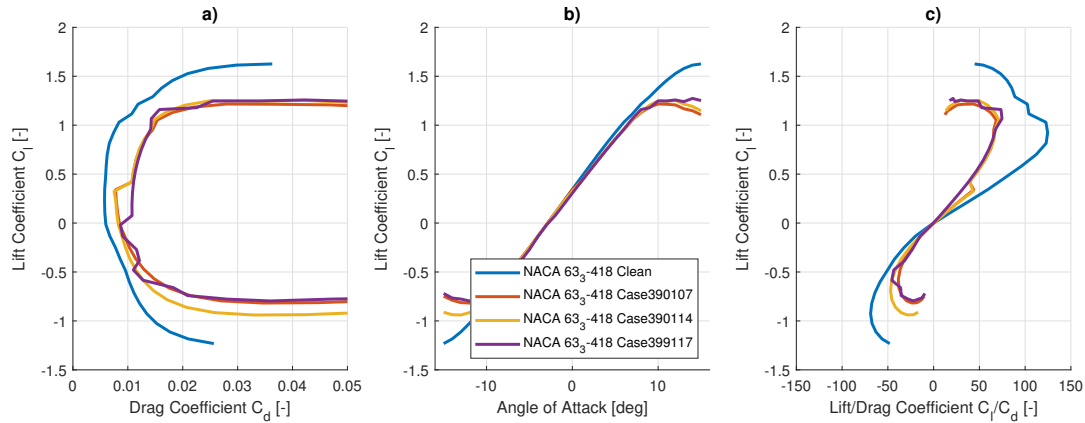 a)
2
1.5
1
0.5
0
-0.5
-1
-1.5
Lift Coefficient C_l [-]
0 0.01 0.02 0.03 0.04 0.05
Drag Coefficient C_d [-]
b)
2
1.5
1
0.5
0
-0.5
-1
-1.5
Lift Coefficient C_l [-]
-10 0 10
Angle of Attack [deg]
NACA 63_3-418 Clean
NACA 63_3-418 Case390107
NACA 63_3-418 Case390114
NACA 63_3-418 Case399117
c)
2
1.5
1
0.5
0
-0.5
-1
-1.5
Lift Coefficient C_l [-]
-150 -100 -50 0 50 100 150
Lift/Drag Coefficient C_l/C_d [-]